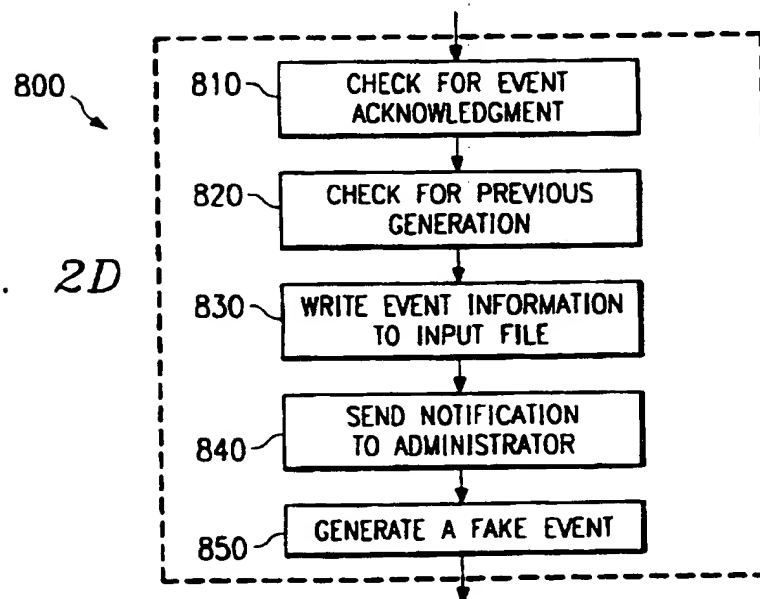 800
810
CHECK FOR EVENT
ACKNOWLEDGMENT
820
CHECK FOR PREVIOUS
GENERATION
. 2D
830
WRITE EVENT INFORMATION
TO INPUT FILE
840
SEND NOTIFICATION
TO ADMINISTRATOR
850
GENERATE A FAKE EVENT